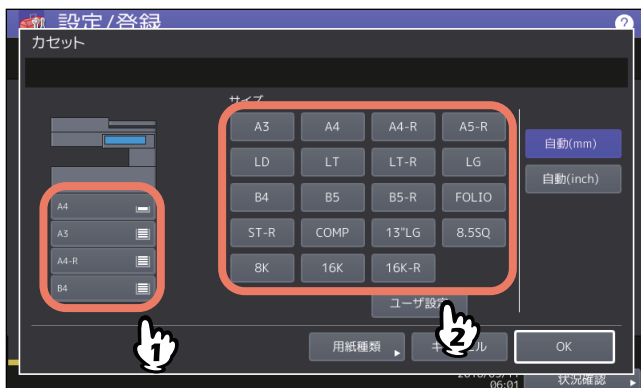 設定/登録
?
カセット
サイズ
A3 A4 A4-R A5-R
自動(mm)
LD LT LT-R LG
自動(inch)
A4
B4 B5 B5-R FOLIO
A3
ST-R COMP 13"LG 8.5SQ
A4-R
8K 16K 16K-R
B4
ユーザ設定
1
2
用紙種類
OK
06:01
状況確認